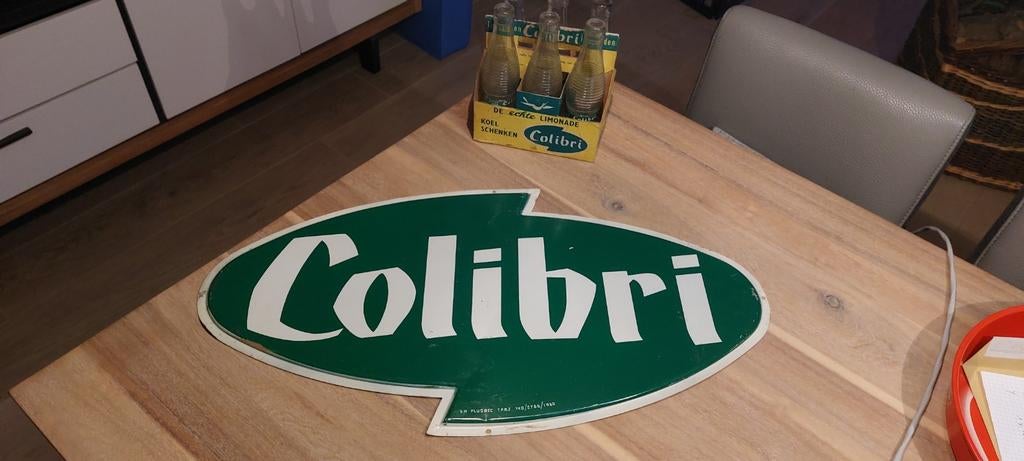 Colibri
DE echte LIMONADE
KOEL
SCHENKEN
Colibri
Colibri